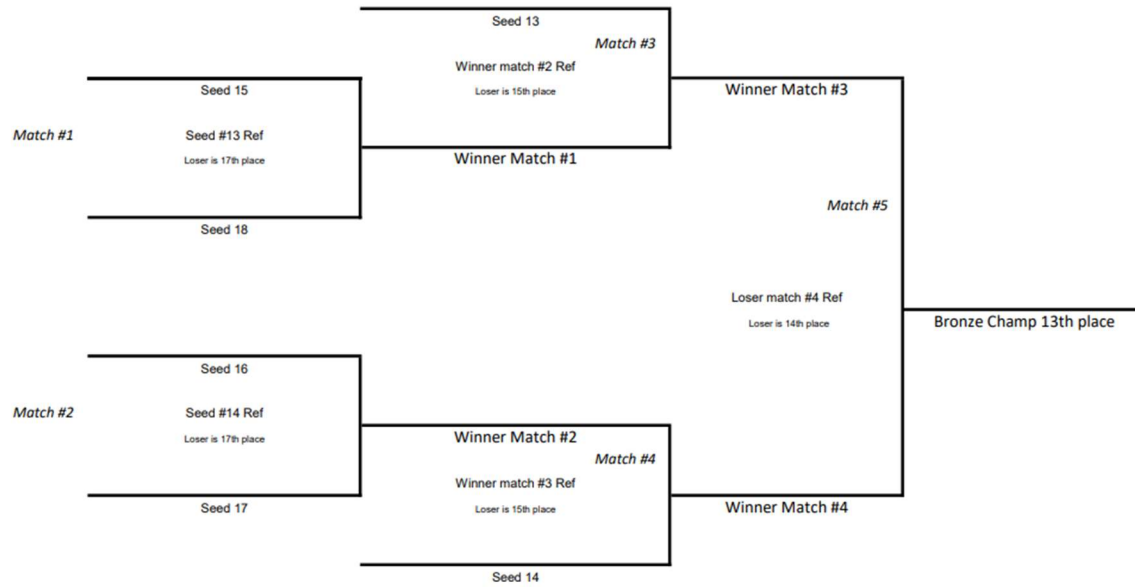 Seed 13
Match #3
Winner match #2 Ref
Loser is 15th place
Seed 15
Winner Match #3
Match #1
Seed #13 Ref
Loser is 17th place
Winner Match #1
Seed 18
Match #5
Loser match #4 Ref
Loser is 14th place
Bronze Champ 13th place
Seed 16
Match #2
Seed #14 Ref
Loser is 17th place
Winner Match #2
Match #4
Winner match #3 Ref
Loser is 15th place
Seed 17
Winner Match #4
Seed 14